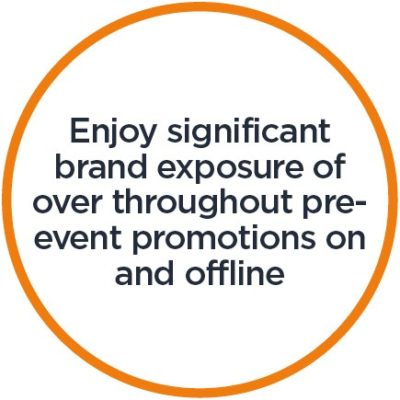 Enjoy significant
brand exposure of
over throughout pre-
event promotions on
and offline